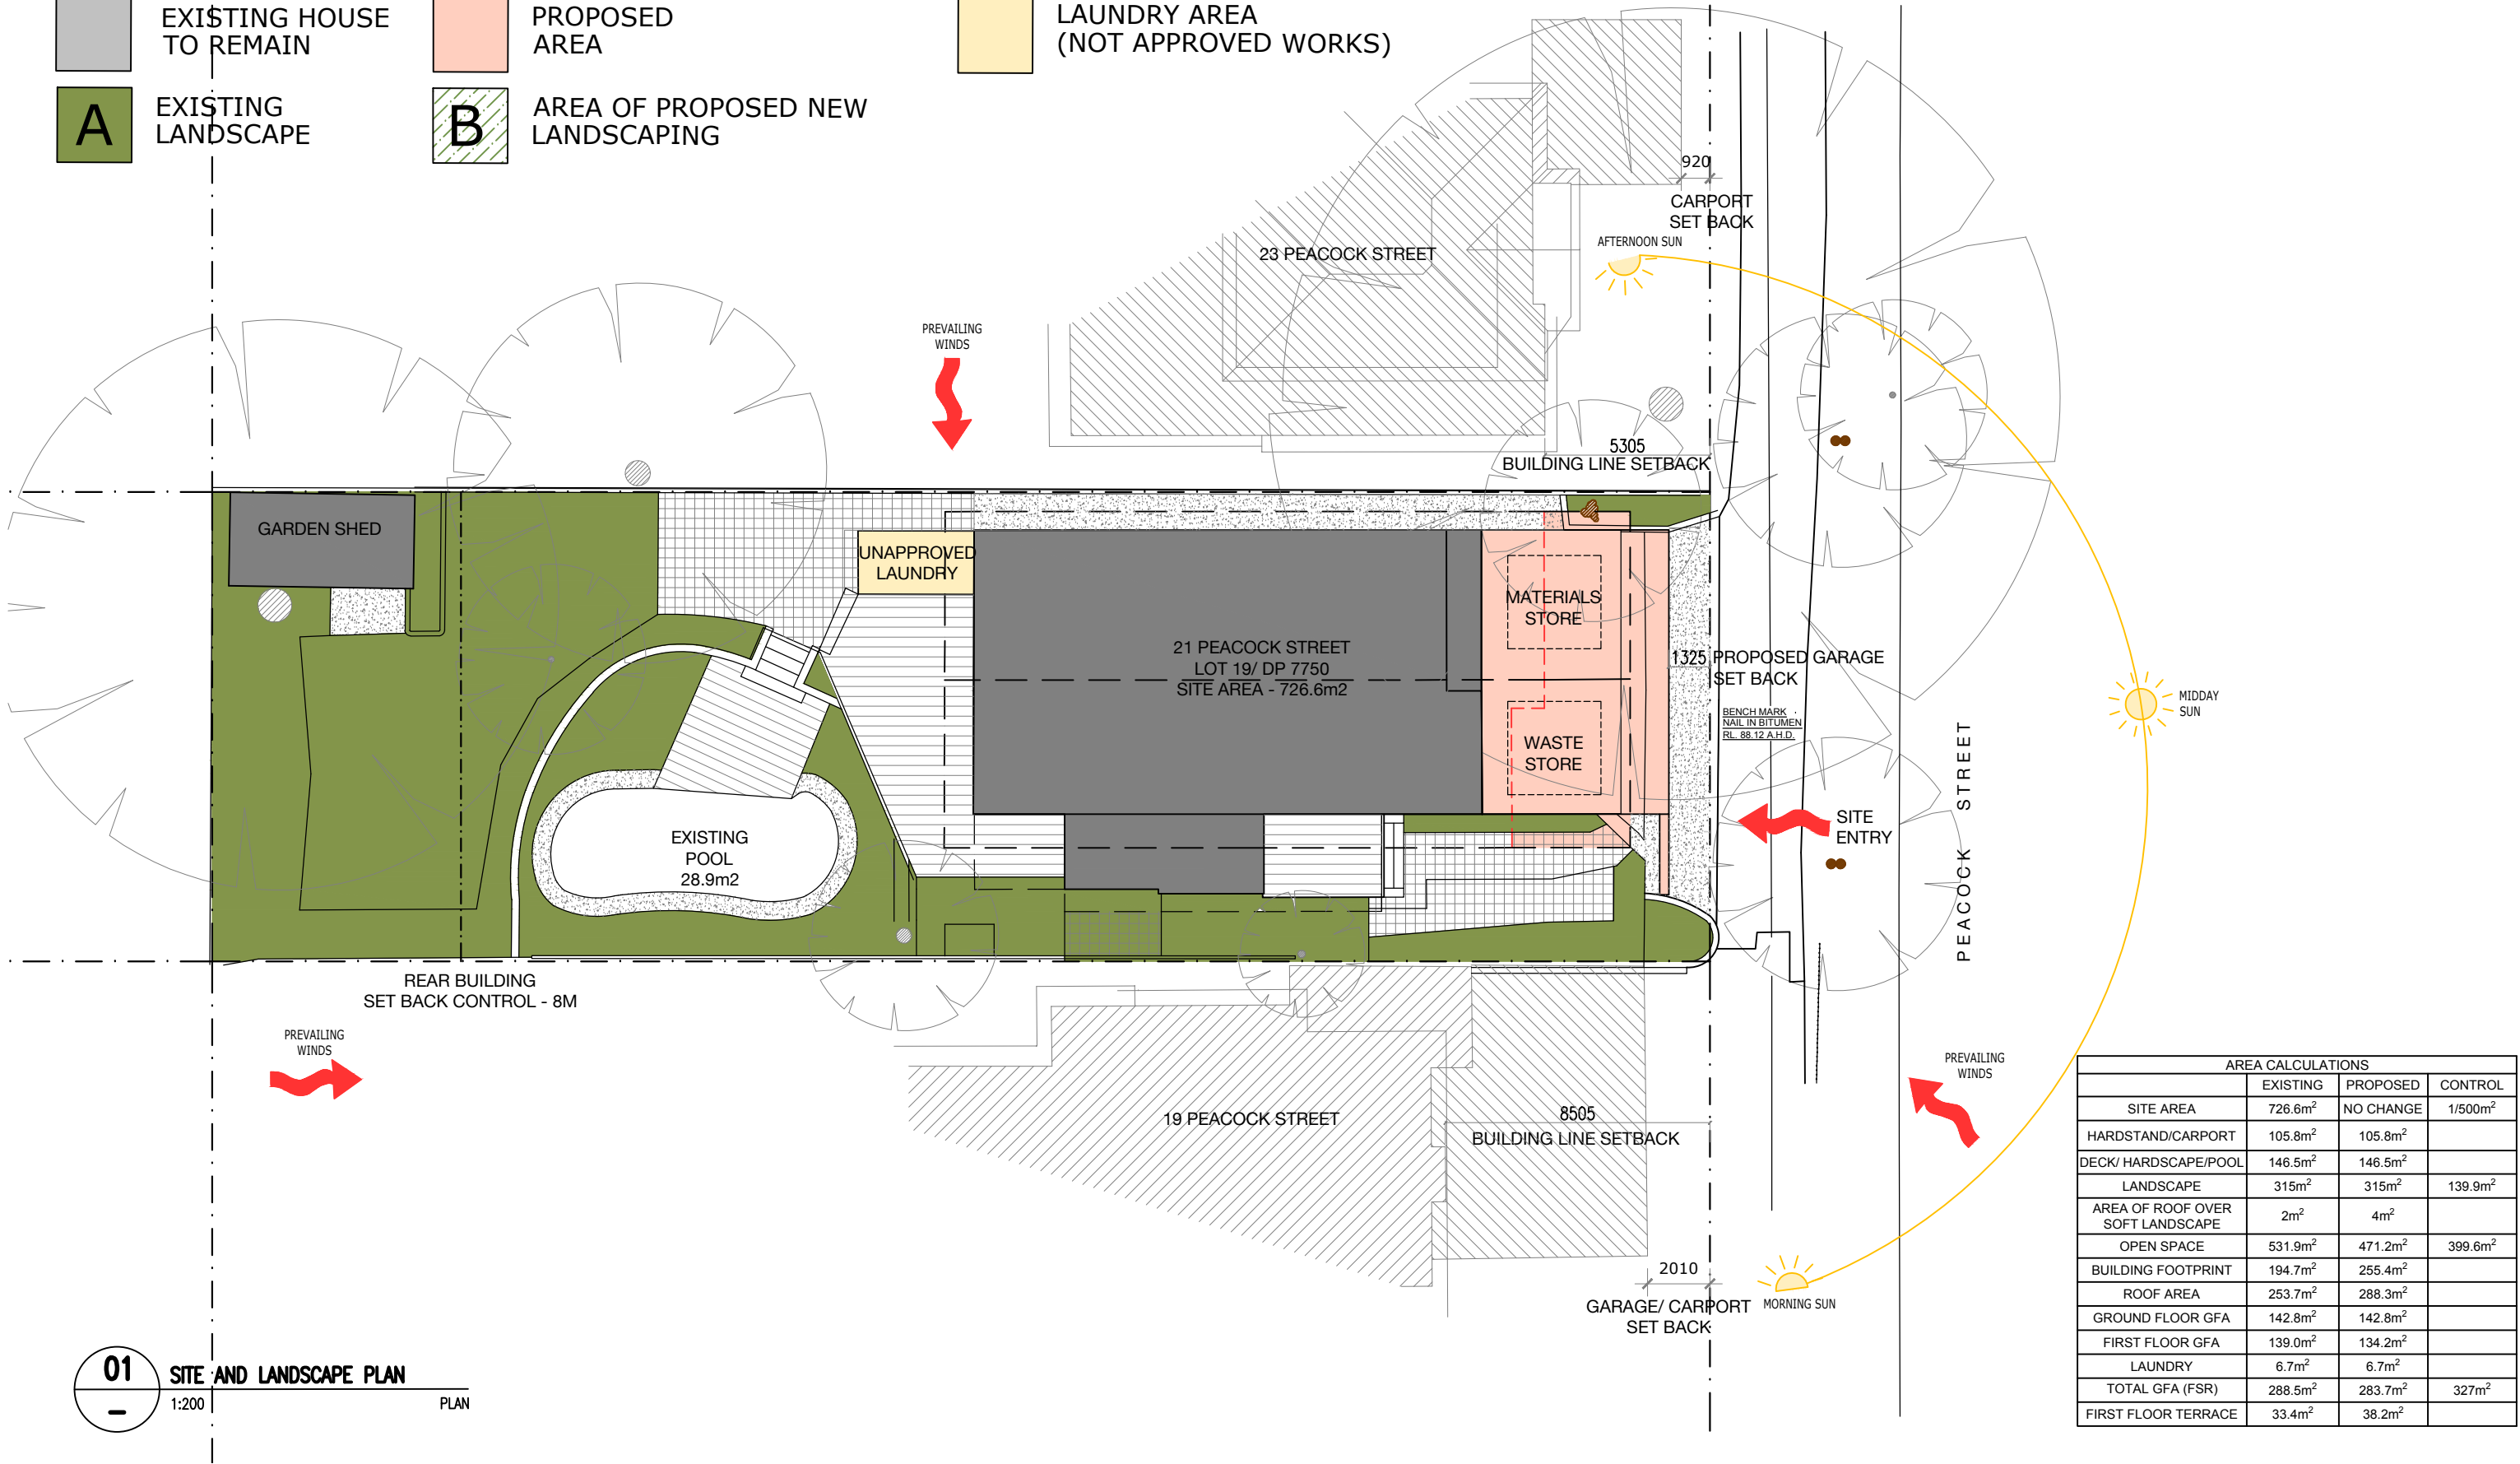 EXISTING HOUSE
TO REMAIN
PROPOSED
AREA
LAUNDRY AREA
(NOT APPROVED WORKS)
A
EXISTING
LANDSCAPE
B
AREA OF PROPOSED NEW
LANDSCAPING
920
CARPORT
SET BACK
AFTERNOON SUN
23 PEACOCK STREET
PREVAILING
WINDS
5305
BUILDING LINE SETBACK
GARDEN SHED
UNAPPROVED
LAUNDRY
MATERIALS
STORE
21 PEACOCK STREET
LOT 19/ DP 7750
SITE AREA - 726.6m2
1325 PROPOSED GARAGE
SET BACK
BENCH MARK
NAIL IN BITUMEN
RL. 88.12 A.H.D.
MIDDAY
SUN
WASTE
STORE
PEACOCK STREET
SITE
ENTRY
EXISTING
POOL
28.9m2
REAR BUILDING
SET BACK CONTROL - 8M
PREVAILING
WINDS
PREVAILING
WINDS
19 PEACOCK STREET
8505
BUILDING LINE SETBACK
2010
GARAGE/ CARPORT
SET BACK
MORNING SUN
AREA CALCULATIONS
EXISTING PROPOSED CONTROL
SITE AREA 726.6m² NO CHANGE 1/500m²
HARDSTAND/CARPORT 105.8m² 105.8m²
DECK/ HARDSCAPE/POOL 146.5m² 146.5m²
LANDSCAPE 315m² 315m² 139.9m²
AREA OF ROOF OVER
SOFT LANDSCAPE 2m² 4m²
OPEN SPACE 531.9m² 471.2m² 399.6m²
BUILDING FOOTPRINT 194.7m² 255.4m²
ROOF AREA 253.7m² 288.3m²
GROUND FLOOR GFA 142.8m² 142.8m²
FIRST FLOOR GFA 139.0m² 134.2m²
LAUNDRY 6.7m² 6.7m²
TOTAL GFA (FSR) 288.5m² 283.7m² 327m²
FIRST FLOOR TERRACE 33.4m² 38.2m²
01
–
SITE AND LANDSCAPE PLAN
1:200 PLAN